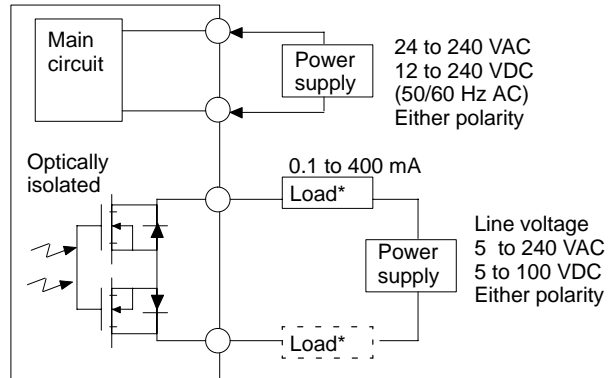 Main
circuit
Power
supply
24 to 240 VAC
12 to 240 VDC
(50/60 Hz AC)
Either polarity
Optically
isolated
0.1 to 400 mA
Load*
Power
supply
Line voltage
5 to 240 VAC
5 to 100 VDC
Either polarity
Load*